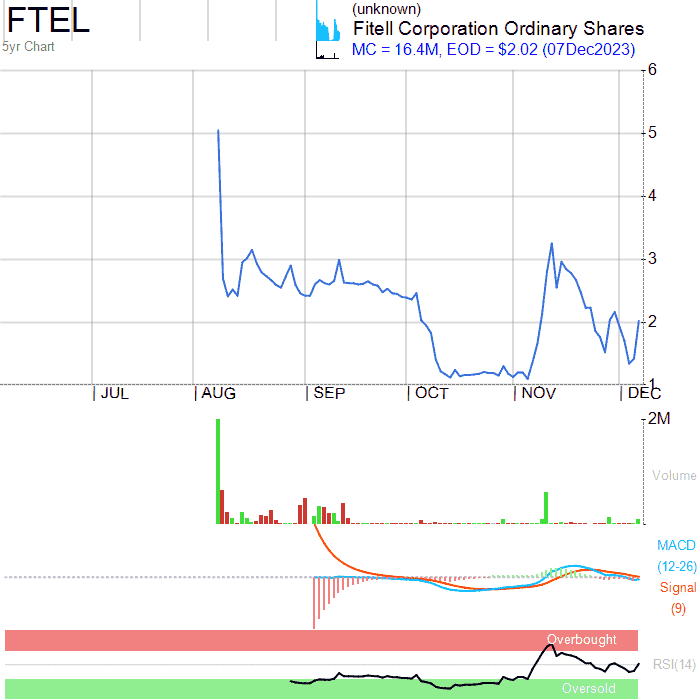 FTEL
5yr Chart
(unknown)
Fitell Corporation Ordinary Shares
MC = 16.4M, EOD = $2.02 (07Dec2023)
6
5
4
3
2
1
JUL AUG SEP OCT NOV DEC
2M
Volume
MACD
(12-26)
Signal
(9)
Overbought
RSI(14)
Oversold